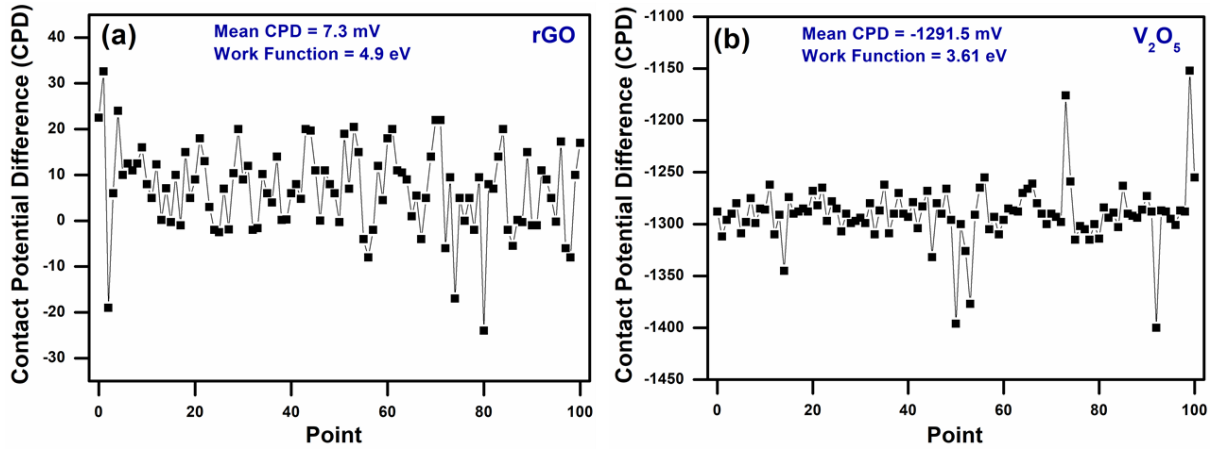 (a)
Mean CPD = 7.3 mV
Work Function = 4.9 eV
rGO
Contact Potential Difference (CPD)
40
30
20
10
0
-10
-20
-30
0
20
40
60
80
100
Point
(b)
Mean CPD = -1291.5 mV
Work Function = 3.61 eV
V₂O₅
Contact Potential Difference (CPD)
-1100
-1150
-1200
-1250
-1300
-1350
-1400
-1450
0
20
40
60
80
100
Point